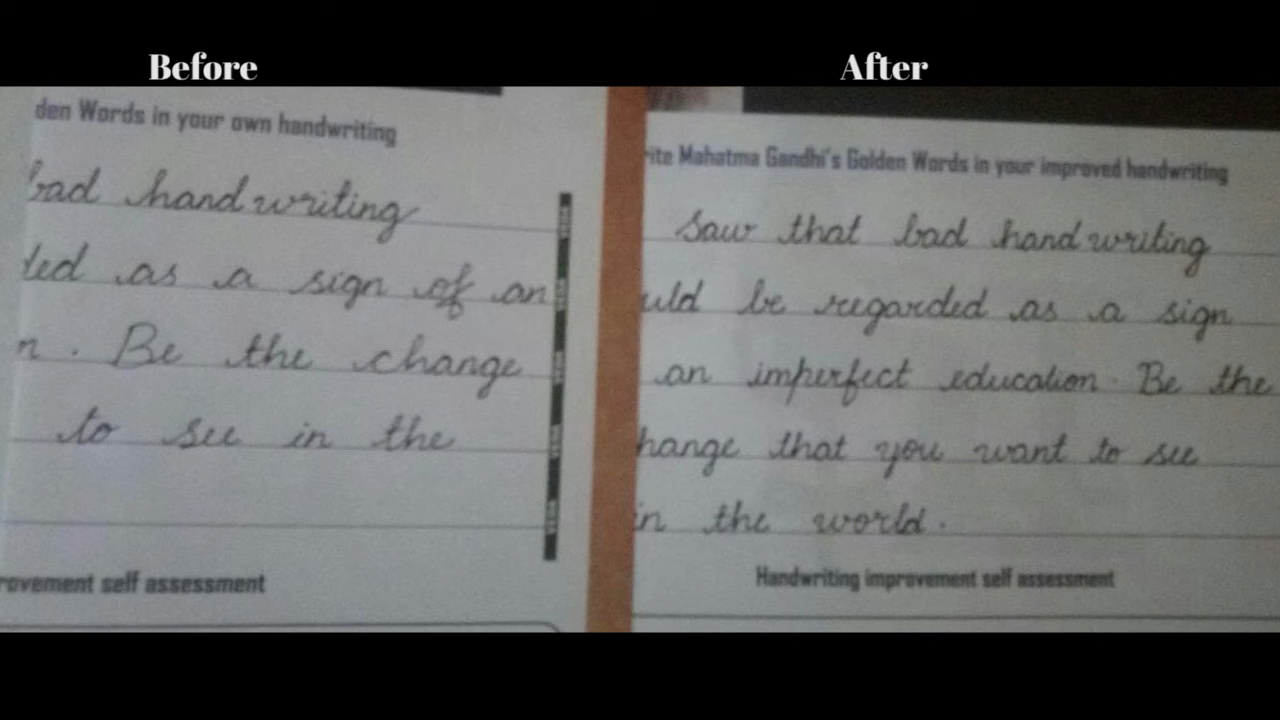 Before
den Words in your own handwriting
bad handwriting
ded as a sign of an
n. Be the change
to see in the
rovement self assessment
After
rite Mahatma Gandhi's Golden Words in your improved handwriting
saw that bad handwriting
uld be regarded as a sign
an imperfect education. Be the
hange that you want to see
in the world.
Handwriting improvement self assessment